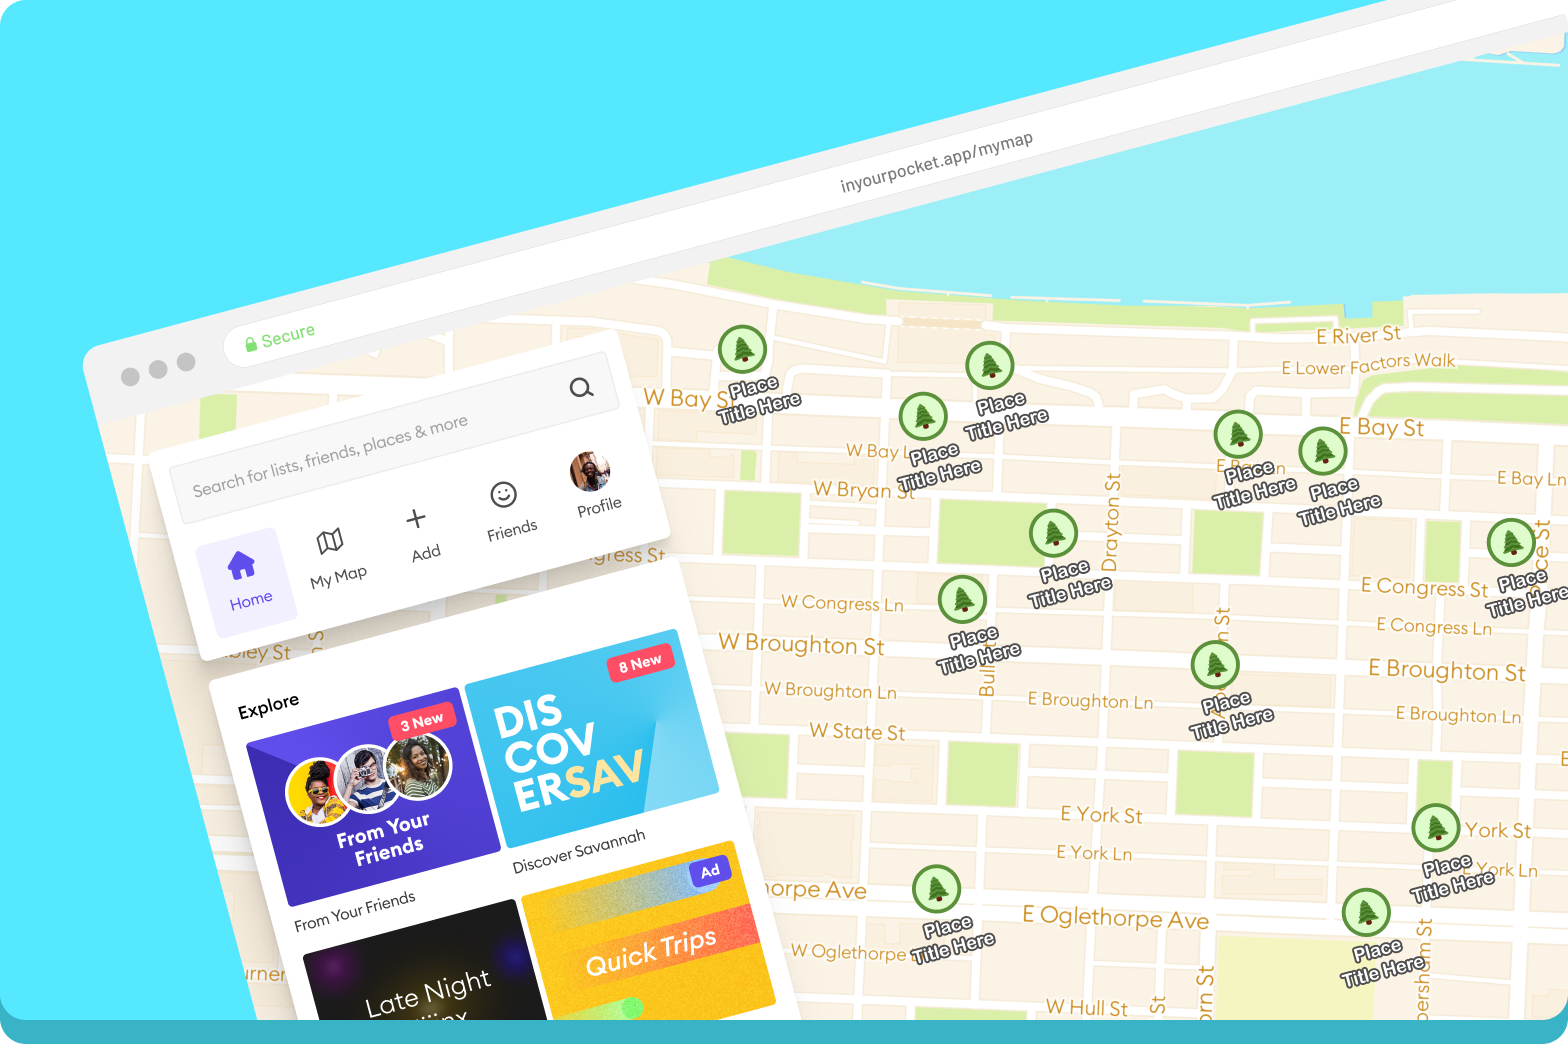 inyourpocket.app/mymap
Secure
Search for lists, friends, places & more
Home
My Map
Add
Friends
Profile
Explore
3 New
From Your
Friends
From Your Friends
8 New
DIS
COV
ERSAV
Discover Savannah
Late Night
Ad
Quick Trips
E River St
E Lower Factors Walk
W Bay St
E Bay St
Place
Title Here
Place
Title Here
Place
Title Here
Place
Title Here
Place
Title Here
W Bay L
E Bay Ln
W Bryan St
Drayton St
Place
Title Here
Place
Title Here
Place
Title Here
gress St
E Congress St
W Congress Ln
E Congress Ln
W Broughton St
E Broughton St
Place
Title Here
W Broughton Ln
E Broughton Ln
E Broughton Ln
W State St
E York St
York St
E York Ln
York Ln
Place
Title Here
horpe Ave
E Oglethorpe Ave
Place
Title Here
Place
Title Here
W Oglethorpe
W Hull St
St